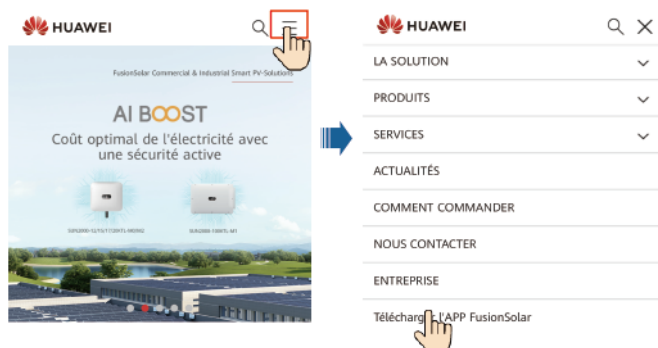 HUAWEI
FusionSolar Commercial & Industrial Smart PV-Solutions
AI BOOST
Coût optimal de l'électricité avec
une sécurité active
HUAWEI
LA SOLUTION
PRODUITS
SERVICES
ACTUALITÉS
COMMENT COMMANDER
NOUS CONTACTER
ENTREPRISE
Télécharger l'APP FusionSolar